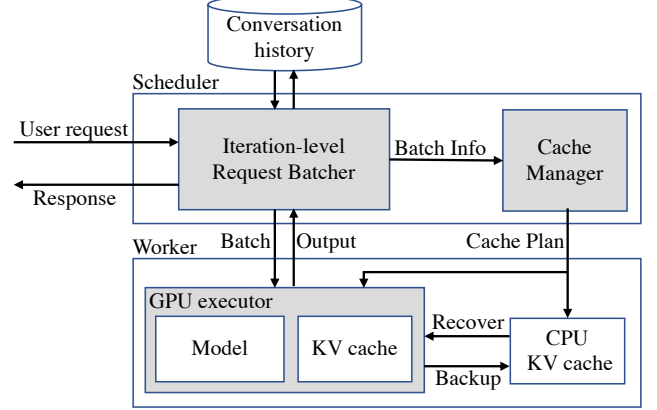 Conversation
history
Scheduler
User request
Iteration-level
Request Batcher
Batch Info
Cache
Manager
Response
Batch
Output
Cache Plan
Worker
GPU executor
Model
KV cache
Recover
Backup
CPU
KV cache